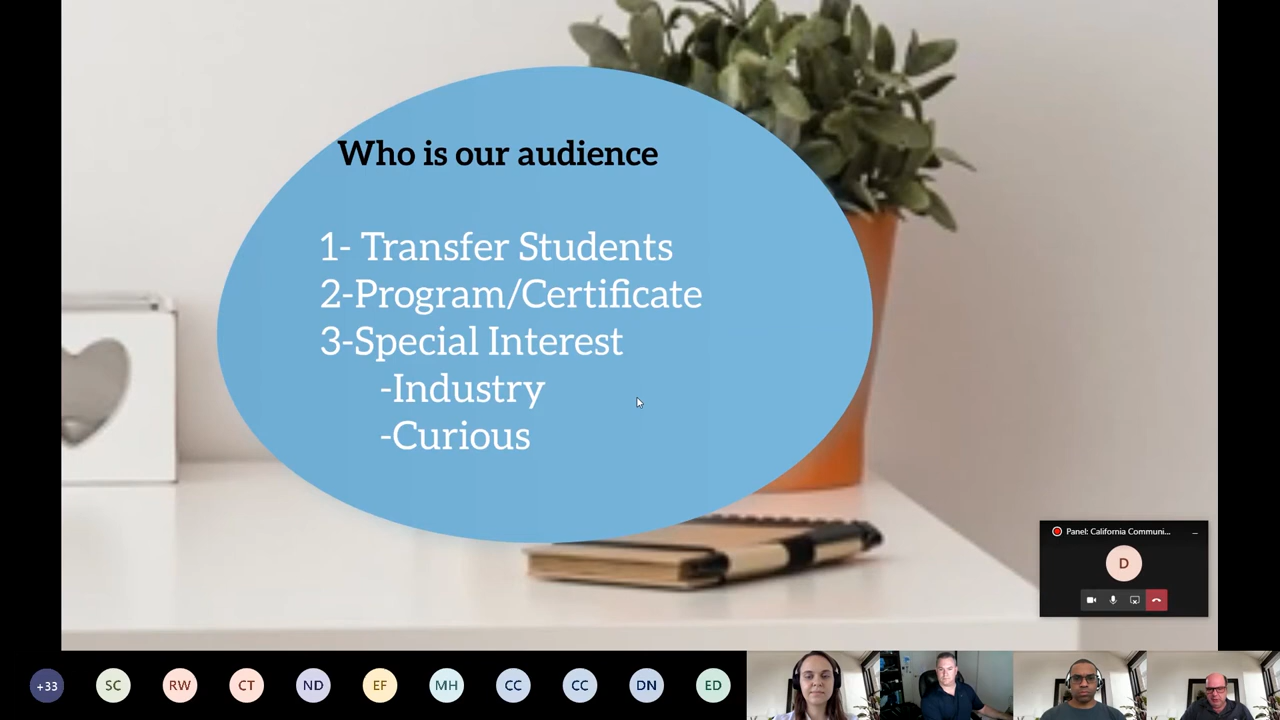 Who is our audience
1- Transfer Students
2-Program/Certificate
3-Special Interest
-Industry
-Curious
Panel: California Communi...
D
+33 SC RW CT ND EF MH CC CC DN ED